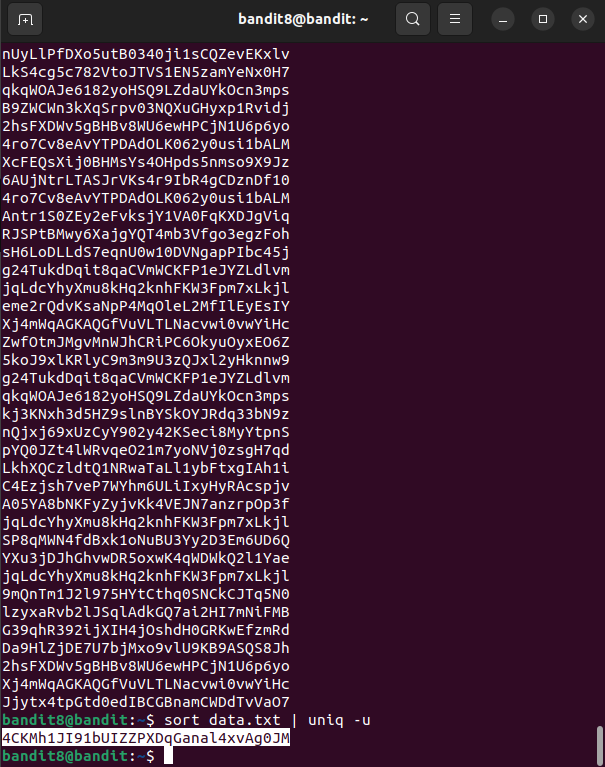 bandit8@bandit: ~
nUyLlPfDXo5utB0340ji1sCQZevEKxlv
LkS4cg5c782VtoJTVS1EN5zamYeNx0H7
qkqWOAJe6182yoHSQ9LZdaUYkOcn3mps
B9ZWCWn3kXqSrpv03NQXuGHyxp1Rvidj
2hsFXDWv5gBHBv8WU6ewHPCjN1U6p6yo
4ro7Cv8eAvYTPDAdOLK062y0usi1bALM
XcFEQsXij0BHMsYs4OHpds5nmso9X9Jz
6AUjNtrLTASJrVKs4r9IbR4gCDznDf10
4ro7Cv8eAvYTPDAdOLK062y0usi1bALM
Antr1S0ZEy2eFvksjY1VA0FqKXDJgViq
RJSPtBMwy6XajgYQT4mb3Vfgo3egzFoh
sH6LoDLLdS7eqnU0w10DVNgapPIbc45j
g24TukdDqit8qaCVmWCKFP1eJYZLdlvm
jqLdcYhyXmu8kHq2knhFKW3Fpm7xLkjl
eme2rQdvKsaNpP4MqOleL2MfIlEyEsIY
Xj4mWqAGKAQGfVuVLTLNacvwi0vwYiHc
ZwfOtmJMgvMnWJhCRiPC6OkyuOyxEO6Z
5koJ9xlKRlyC9m3m9U3zQJxl2yHknnw9
g24TukdDqit8qaCVmWCKFP1eJYZLdlvm
qkqWOAJe6182yoHSQ9LZdaUYkOcn3mps
kj3KNxh3d5HZ9slnBYSkOYJRdq33bN9z
nQjxj69xUzCyY902y42KSeci8MyYtpnS
pYQ0JZt4lWRvqeO21m7yoNVj0zsgH7qd
LkhXQCzldtQ1NRwaTaLl1ybFtxgIAh1i
C4Ezjsh7veP7WYhm6ULiIxyHyRAcspjv
A05YA8bNKFyZyjvKk4VEJN7anzrpOp3f
jqLdcYhyXmu8kHq2knhFKW3Fpm7xLkjl
SP8qMWN4fdBxk1oNuBU3Yy2D3Em6UD6Q
YXu3jDJhGhvwDR5oxwK4qWDWkQ2l1Yae
jqLdcYhyXmu8kHq2knhFKW3Fpm7xLkjl
9mQnTm1J2l975HYtCthq0SNCkCJTq5N0
lzyxaRvb2lJSqlAdkGQ7ai2HI7mNiFMB
G39qhR392ijXIH4jOshdH0GRKwEfzmRd
Da9HlZjDE7U7bjMxo9vlU9KB9ASQS8Jh
2hsFXDWv5gBHBv8WU6ewHPCjN1U6p6yo
Xj4mWqAGKAQGfVuVLTLNacvwi0vwYiHc
Jjytx4tpGtd0edIBCGBnamCWDdTvVaO7
bandit8@bandit:~$ sort data.txt | uniq -u
4CKMh1JI91bUIZZPXDqGanal4xvAg0JM
bandit8@bandit:~$